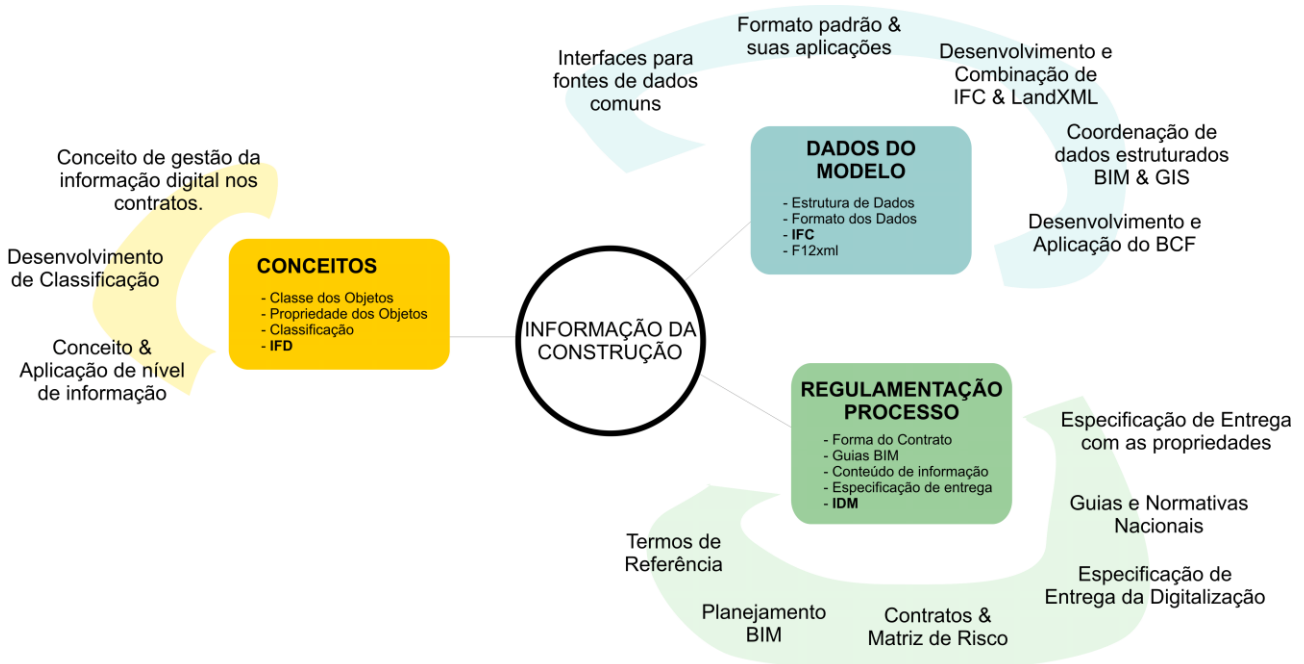 Conceito de gestão da
informação digital nos
contratos.
Desenvolvimento
de Classificação
Conceito &
Aplicação de nível
de informação
CONCEITOS
- Classe dos Objetos
- Propriedade dos Objetos
- Classificação
- IFD
INFORMAÇÃO DA
CONSTRUÇÃO
Interfaces para
fontes de dados
comuns
Formato padrão &
suas aplicações
Desenvolvimento e
Combinação de
IFC & LandXML
Coordenação de
dados estruturados
BIM & GIS
Desenvolvimento e
Aplicação do BCF
DADOS DO
MODELO
- Estrutura de Dados
- Formato dos Dados
- IFC
- F12xml
REGULAMENTAÇÃO
PROCESSO
- Forma do Contrato
- Guias BIM
- Conteúdo de informação
- Especificação de entrega
- IDM
Especificação de Entrega
com as propriedades
Guias e Normativas
Nacionais
Especificação de
Entrega da Digitalização
Contratos &
Matriz de Risco
Planejamento
BIM
Termos de
Referência